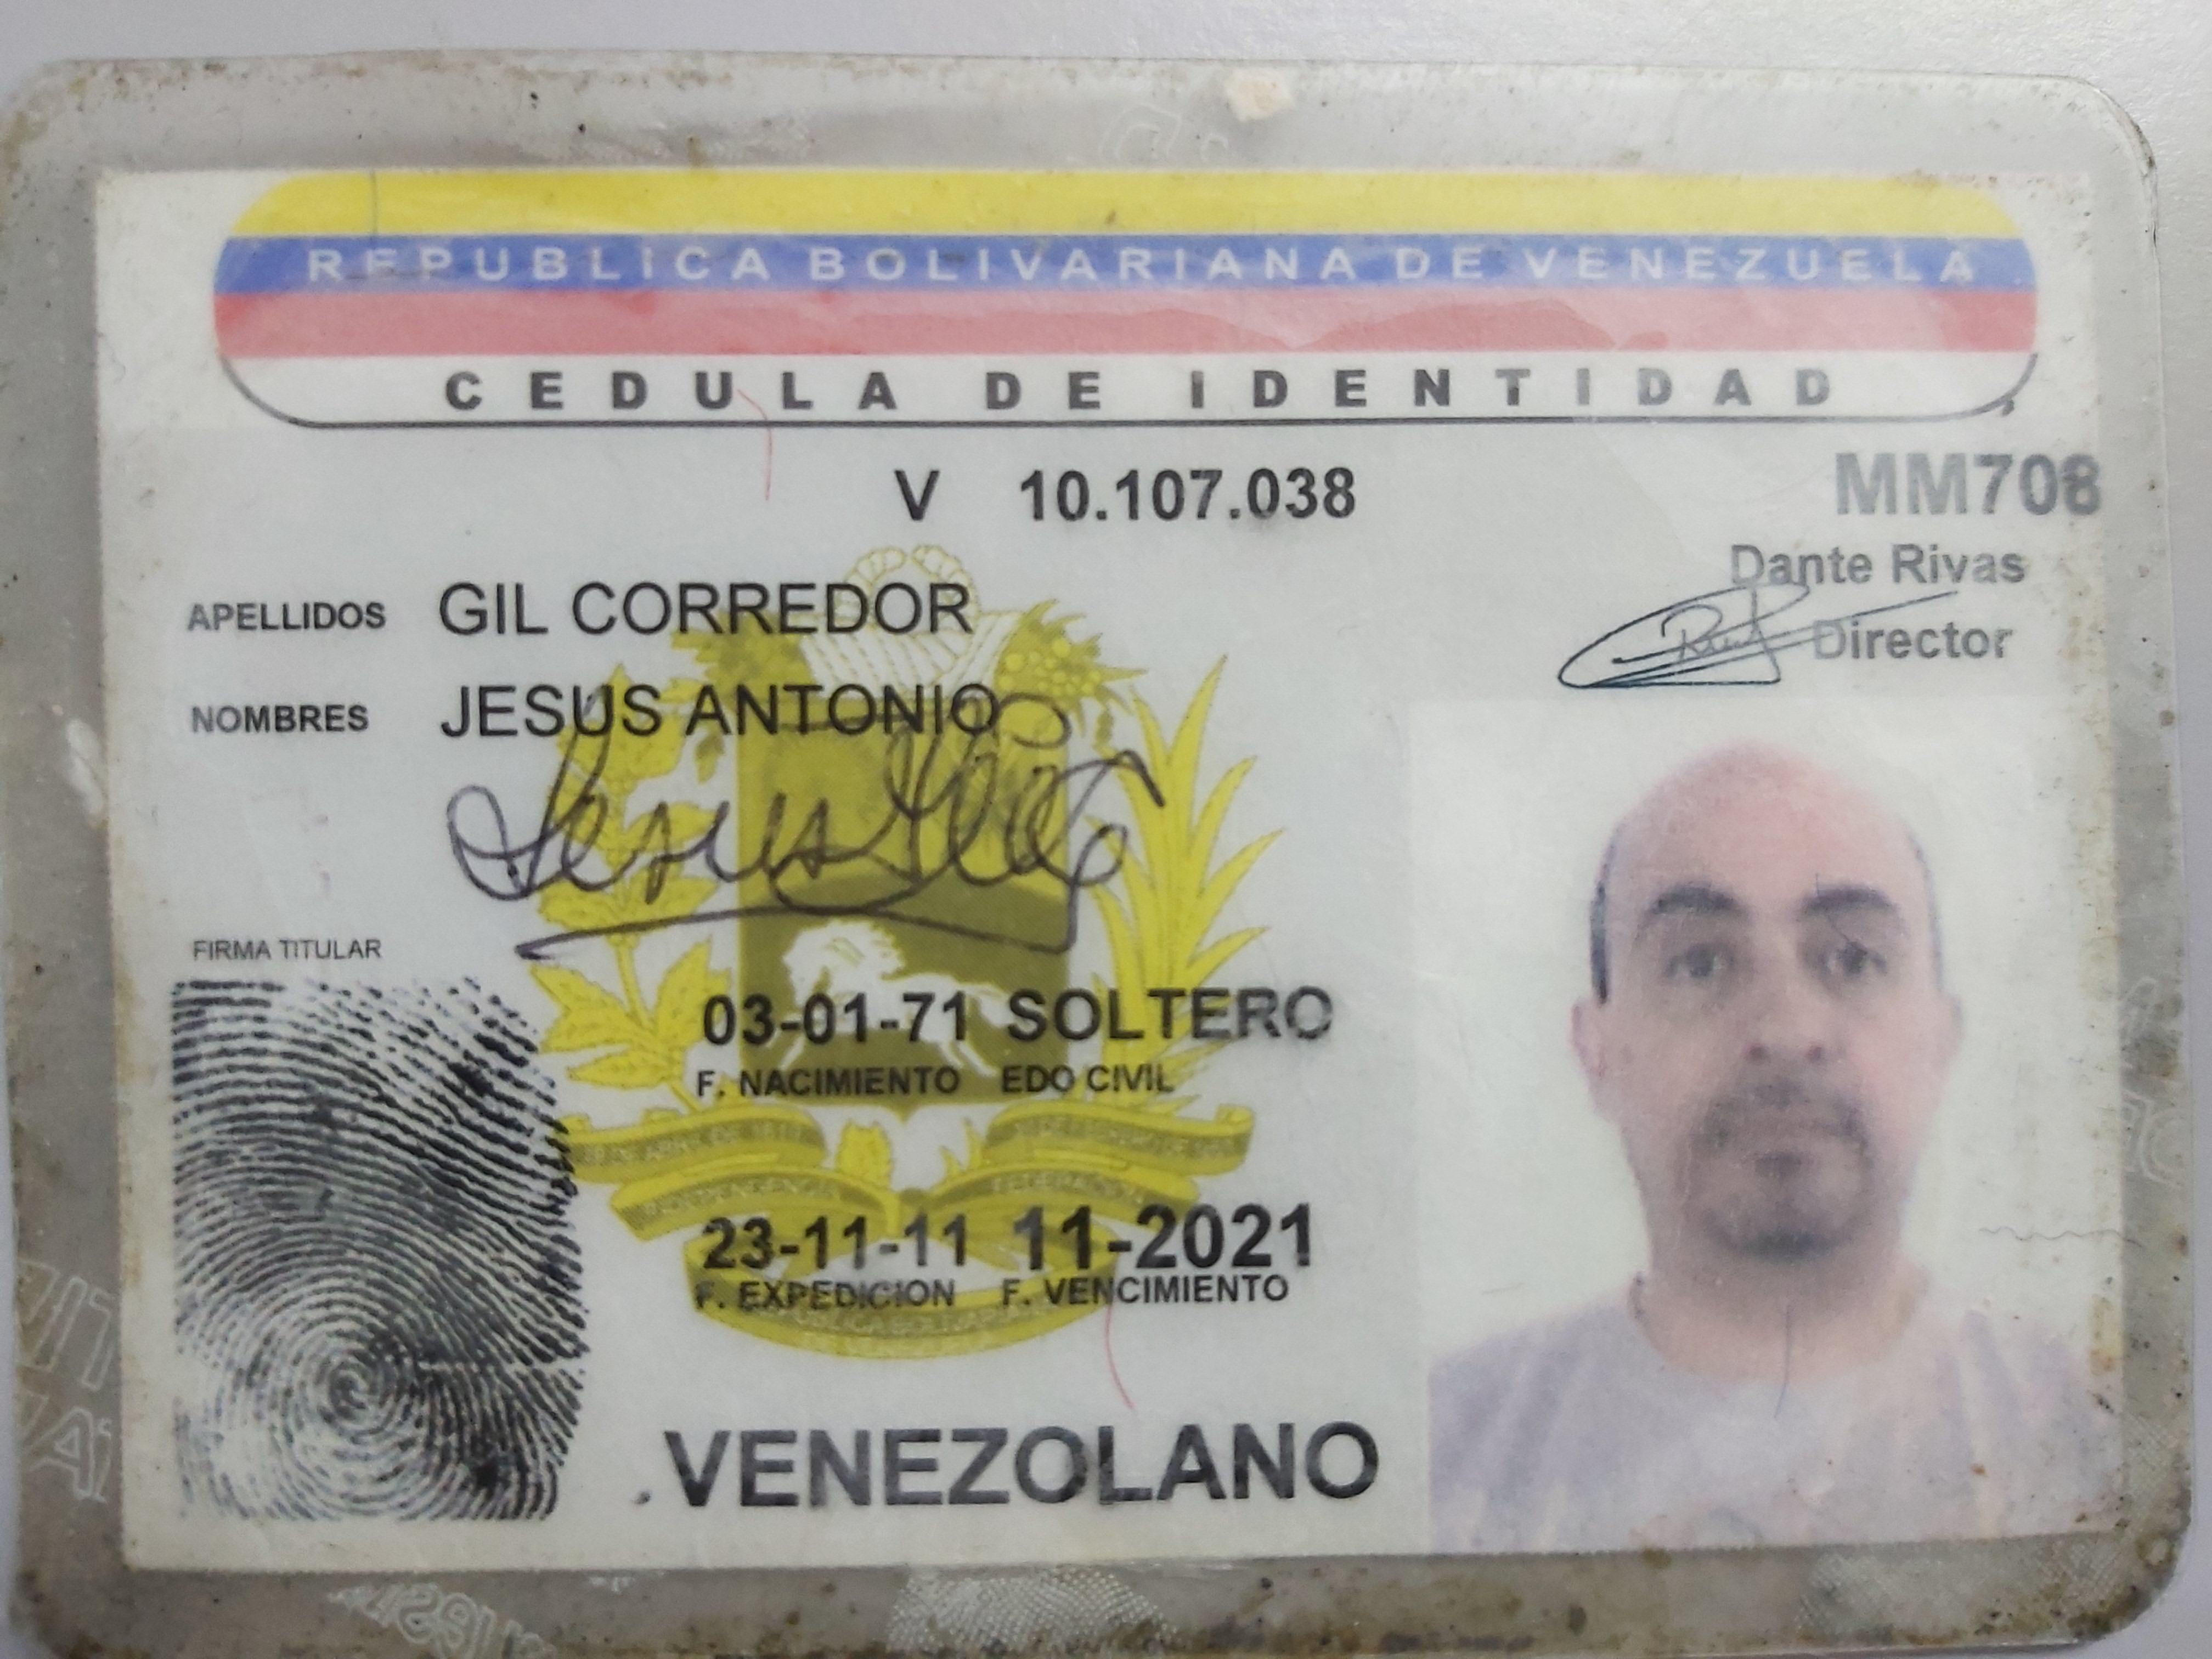 REPUBLICA BOLIVARIANA DE VENEZUELA
CEDULA DE IDENTIDAD
V 10.107.038
MM708
APELLIDOS GIL CORREDOR
Dante Rivas
NOMBRES JESUS ANTONIO
Director
FIRMA TITULAR
03-01-71 SOLTERO
F. NACIMIENTO EDO CIVIL
23-11-11 11-2021
F. EXPEDICION F. VENCIMIENTO
VENEZOLANO